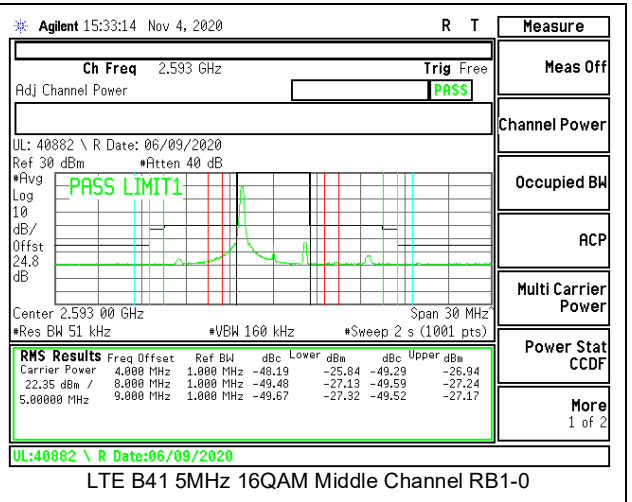 Agilent 15:33:14 Nov 4, 2020 R T
Measure
Ch Freq 2.593 GHz Trig Free
Meas Off
Adj Channel Power PASS
Channel Power
UL: 40882 \ R Date: 06/09/2020
Ref 30 dBm #Atten 40 dB
#Avg
Log
10
dB/
Offst
24.8
dB
PASS LIMIT1
Occupied BW
ACP
Multi Carrier
Power
Center 2.593 00 GHz Span 30 MHz^
#Res BW 51 kHz #VBW 160 kHz #Sweep 2 s (1001 pts)
Power Stat
CCDF
RMS Results Freq Offset Ref BW dBc Lower dBm dBc Upper dBm
Carrier Power 4.000 MHz 1.000 MHz -48.19 -25.84 -49.29 -26.94
22.35 dBm / 8.000 MHz 1.000 MHz -49.48 -27.13 -49.59 -27.24
5.00000 MHz 9.000 MHz 1.000 MHz -49.67 -27.32 -49.52 -27.17
More
1 of 2
UL:40882 \ R Date:06/09/2020
LTE B41 5MHz 16QAM Middle Channel RB1-0